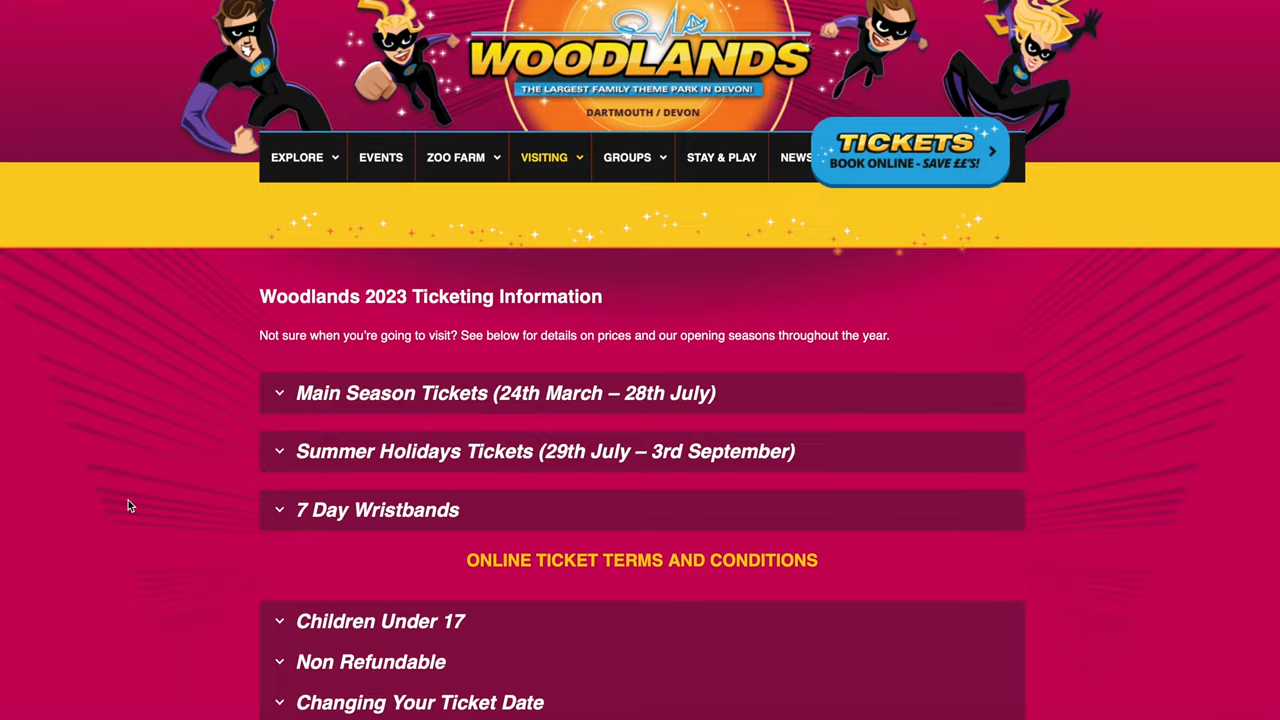 WOODLANDS
THE LARGEST FAMILY THEME PARK IN DEVON!
DARTMOUTH / DEVON
EXPLORE EVENTS ZOO FARM VISITING GROUPS STAY & PLAY NEWS
TICKETS
BOOK ONLINE - SAVE ££'S!
Woodlands 2023 Ticketing Information
Not sure when you're going to visit? See below for details on prices and our opening seasons throughout the year.
Main Season Tickets (24th March – 28th July)
Summer Holidays Tickets (29th July – 3rd September)
7 Day Wristbands
ONLINE TICKET TERMS AND CONDITIONS
Children Under 17
Non Refundable
Changing Your Ticket Date